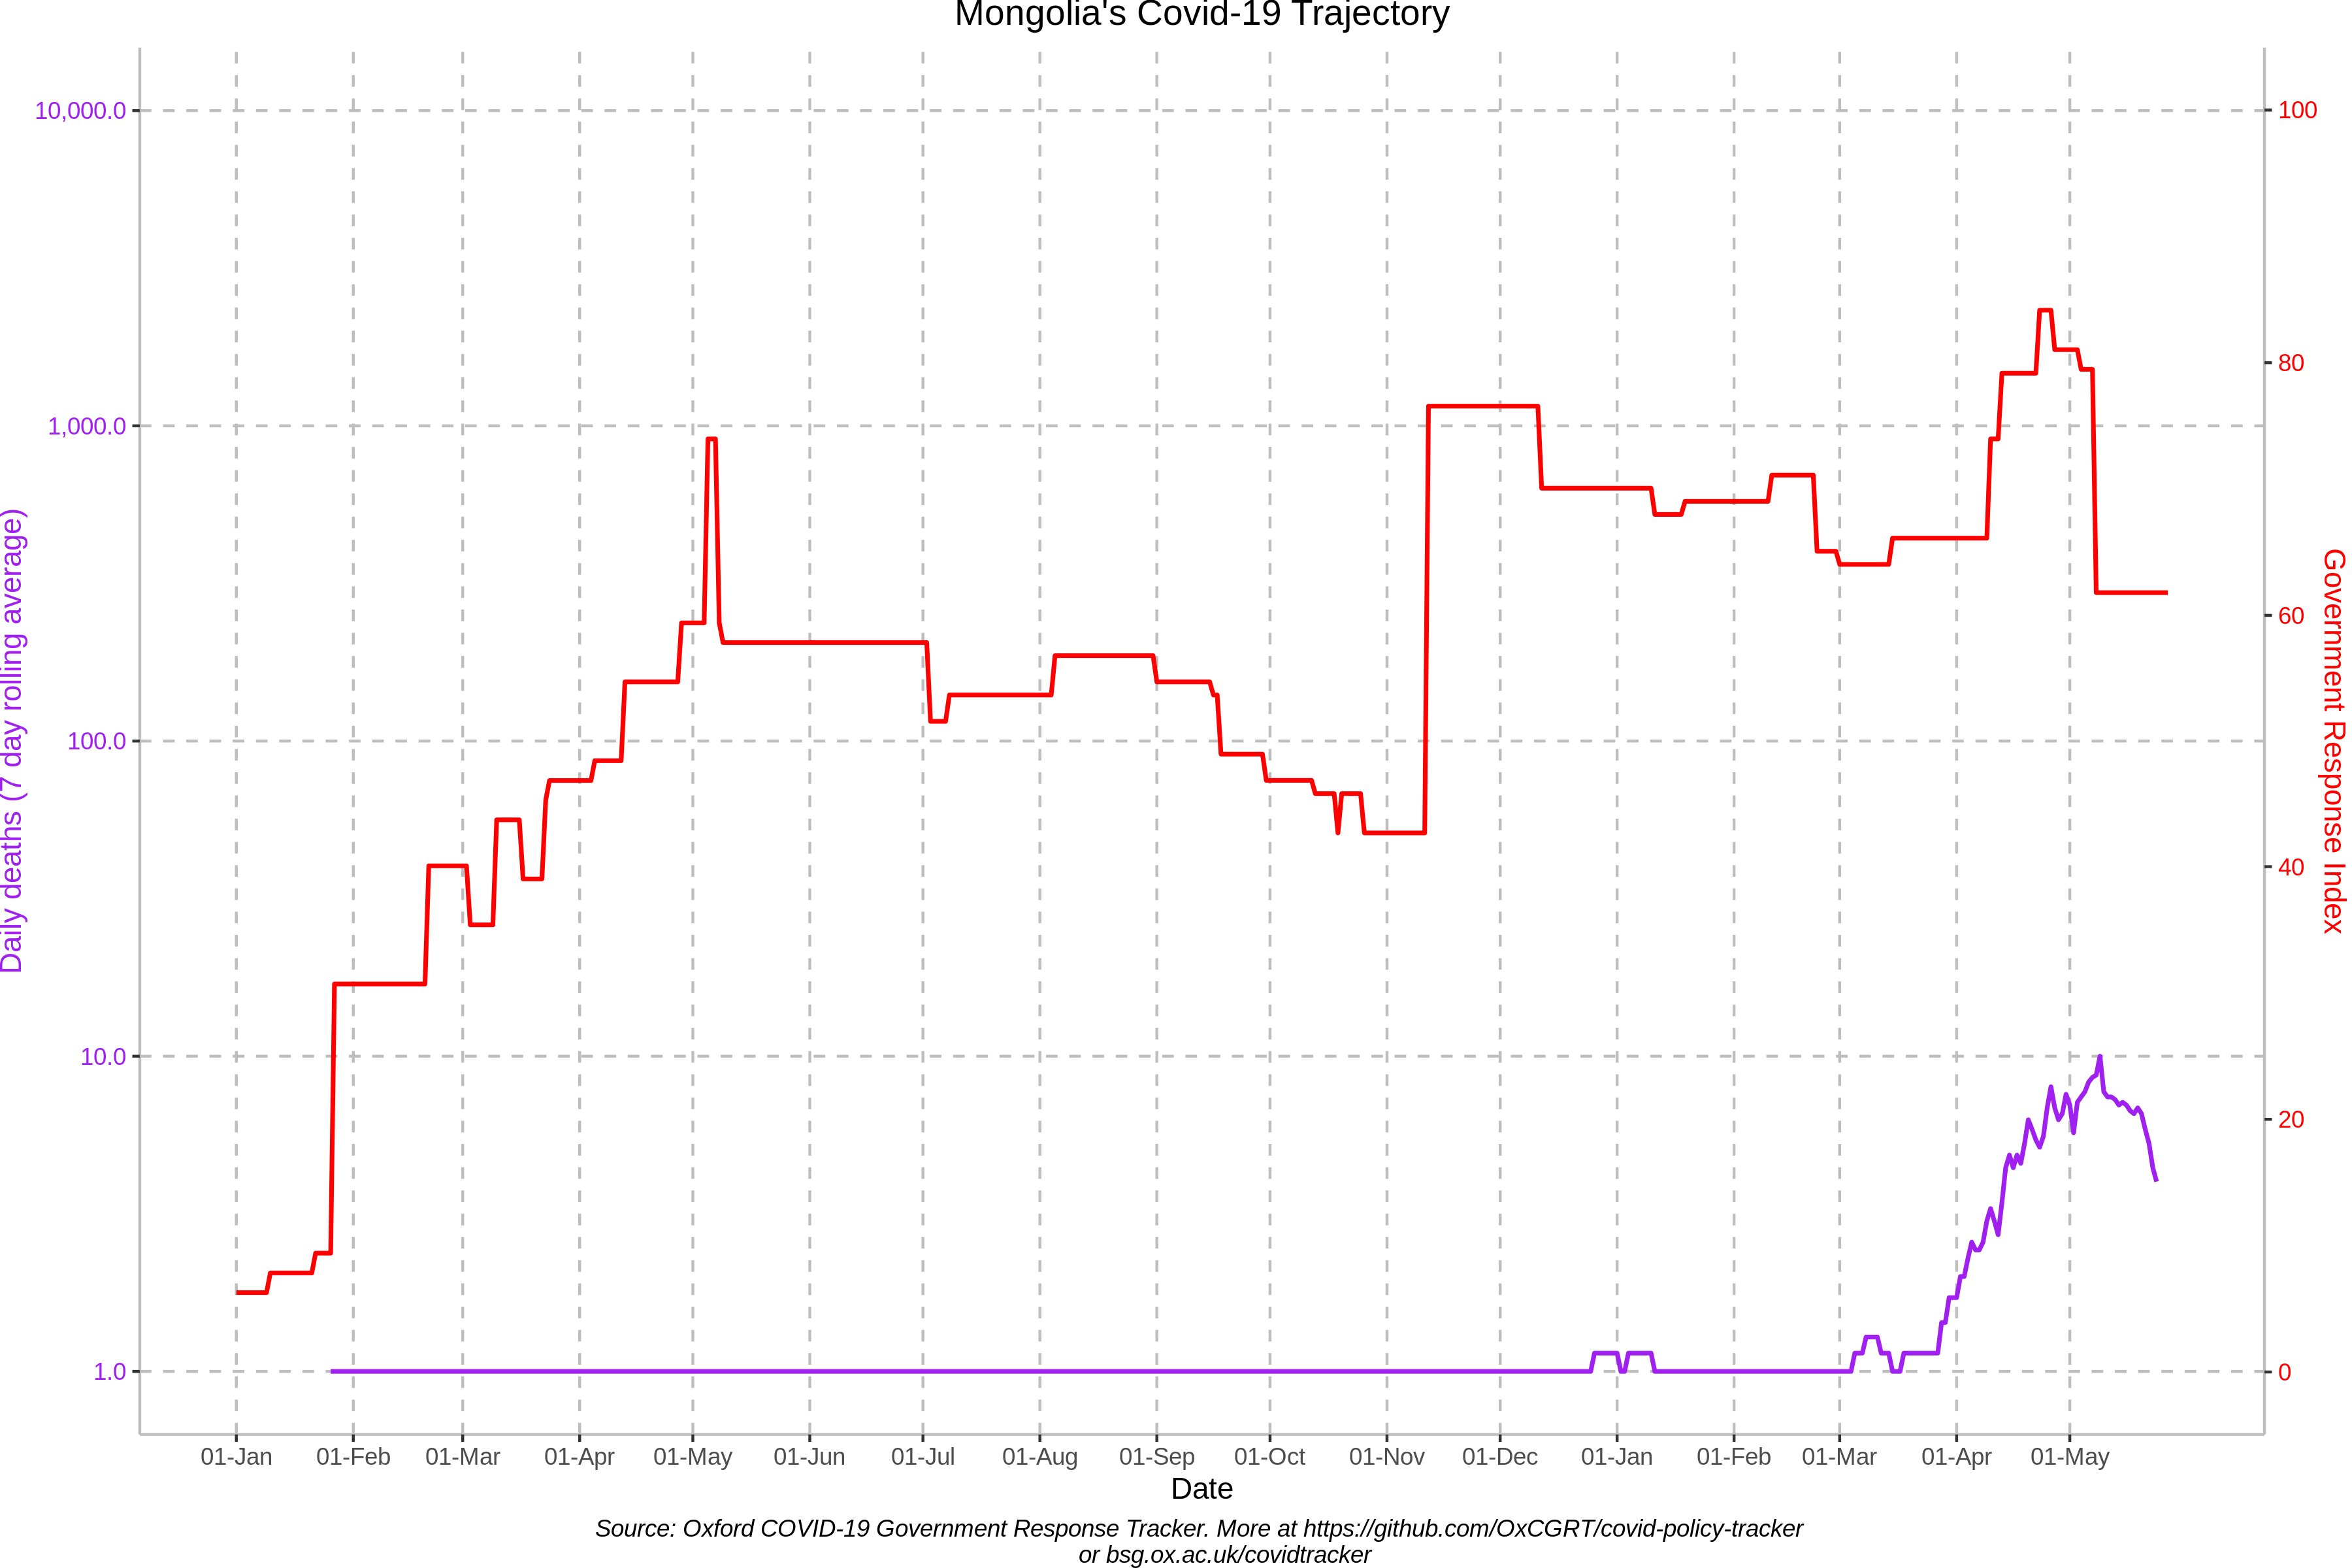 Mongolia's Covid-19 Trajectory
10,000.0
1,000.0
100.0
10.0
1.0
Daily deaths (7 day rolling average)
100
80
60
40
20
0
Government Response Index
01-Jan 01-Feb 01-Mar 01-Apr 01-May 01-Jun 01-Jul 01-Aug 01-Sep 01-Oct 01-Nov 01-Dec 01-Jan 01-Feb 01-Mar 01-Apr 01-May
Date
Source: Oxford COVID-19 Government Response Tracker. More at https://github.com/OxCGRT/covid-policy-tracker
or bsg.ox.ac.uk/covidtracker